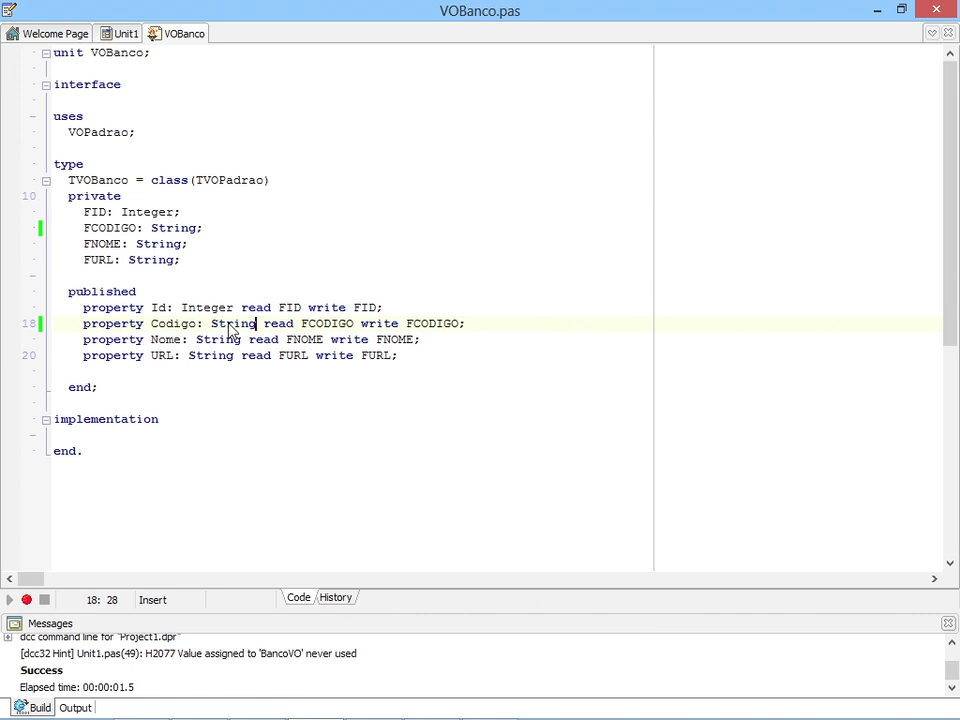 VOBanco.pas
Welcome Page Unit1 VOBanco
unit VOBanco;
interface
uses
VOPadrao;
type
TVOBanco = class(TVOPadrao)
10 private
FID: Integer;
FCODIGO: String;
FNOME: String;
FURL: String;
published
property Id: Integer read FID write FID;
18 property Codigo: String read FCODIGO write FCODIGO;
property Nome: String read FNOME write FNOME;
20 property URL: String read FURL write FURL;
end;
implementation
end.
18: 28 Insert Code History
Messages
dcc command line for "Project1.dpr"
[dcc32 Hint] Unit1.pas(49): H2077 Value assigned to 'BancoVO' never used
Success
Elapsed time: 00:00:01.5
Build Output